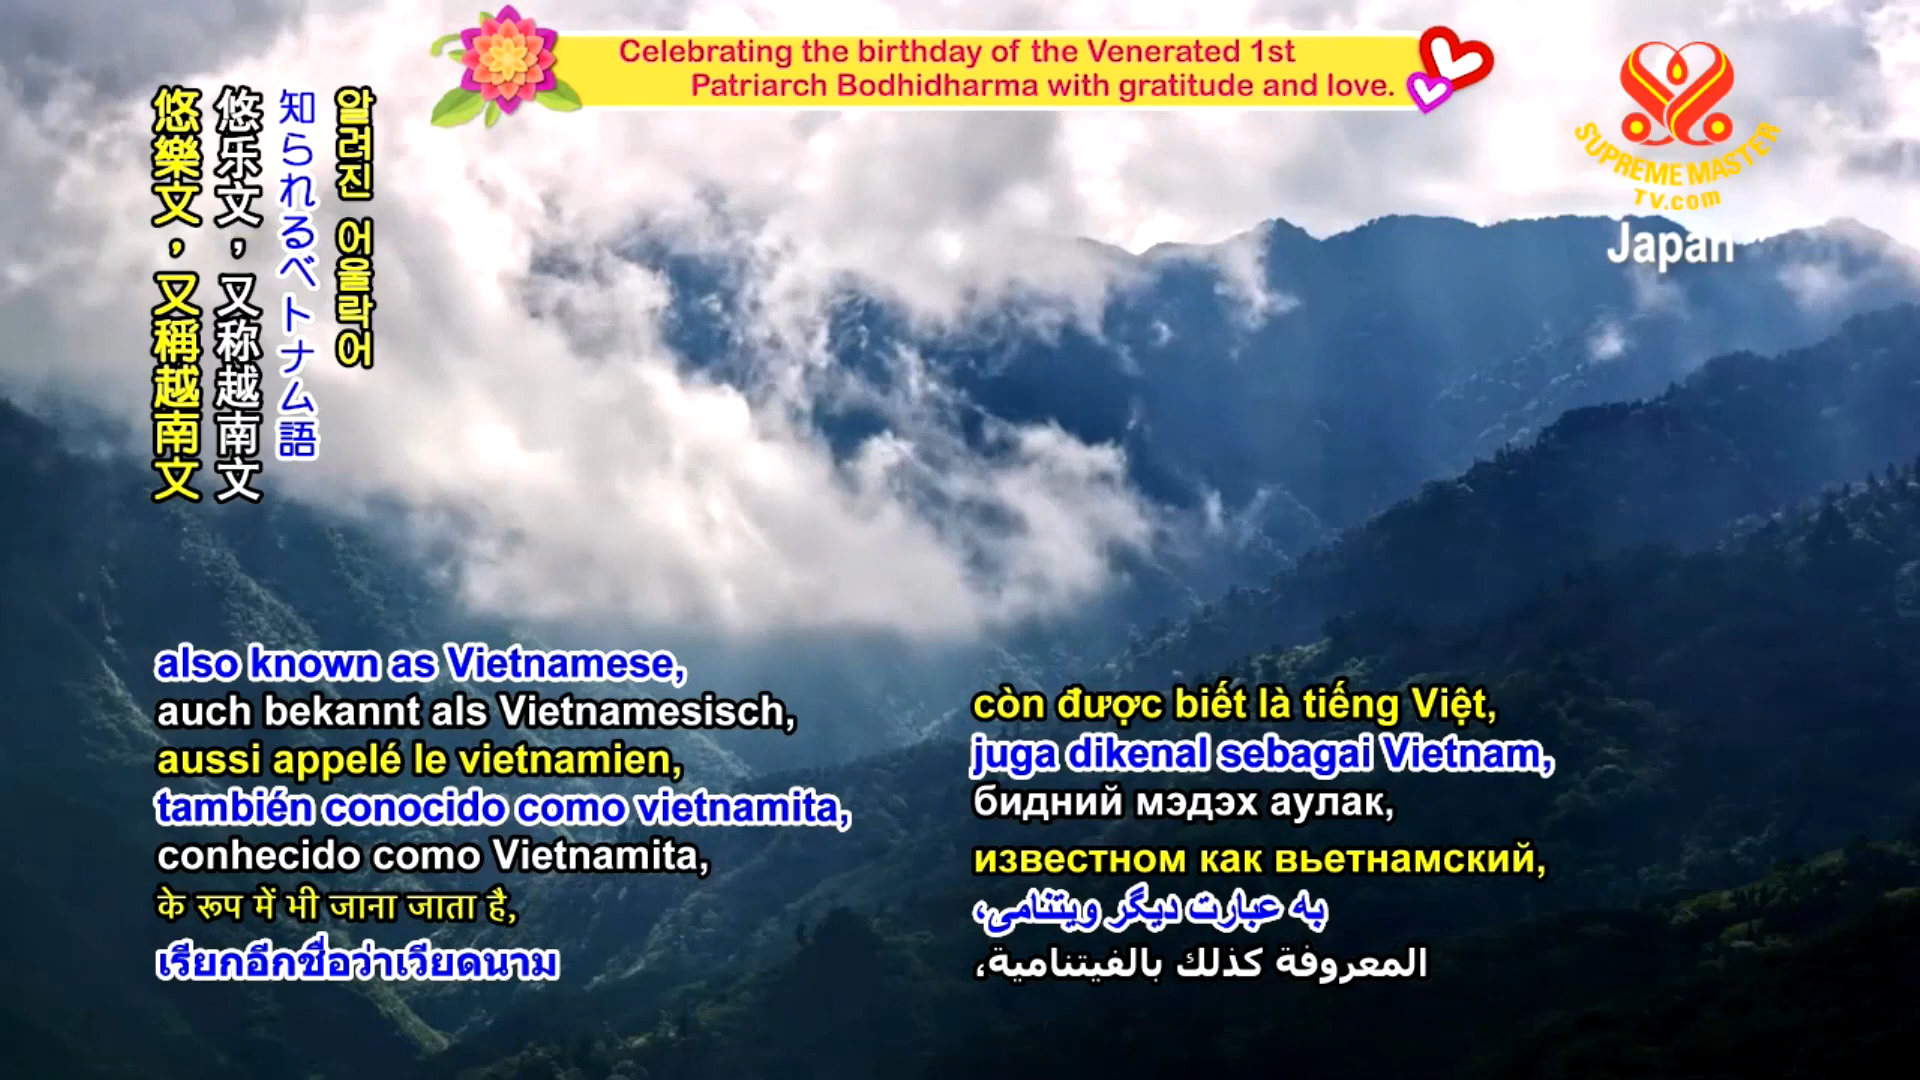 Celebrating the birthday of the Venerated 1st
Patriarch Bodhidharma with gratitude and love.
SUPREME MASTER
TV.com
Japan
알려진 어울락어
知られるベトナム語
悠乐文，又称越南文
悠樂文，又稱越南文
also known as Vietnamese,
auch bekannt als Vietnamesisch,
aussi appelé le vietnamien,
también conocido como vietnamita,
conhecido como Vietnamita,
के रूप में भी जाना जाता है,
เรียกอีกชื่อว่าเวียดนาม
còn được biết là tiếng Việt,
juga dikenal sebagai Vietnam,
бидний мэдэх аулак,
известном как вьетнамский,
به عبارت دیگر ویتنامی،
المعروفة كذلك بالفيتنامية،